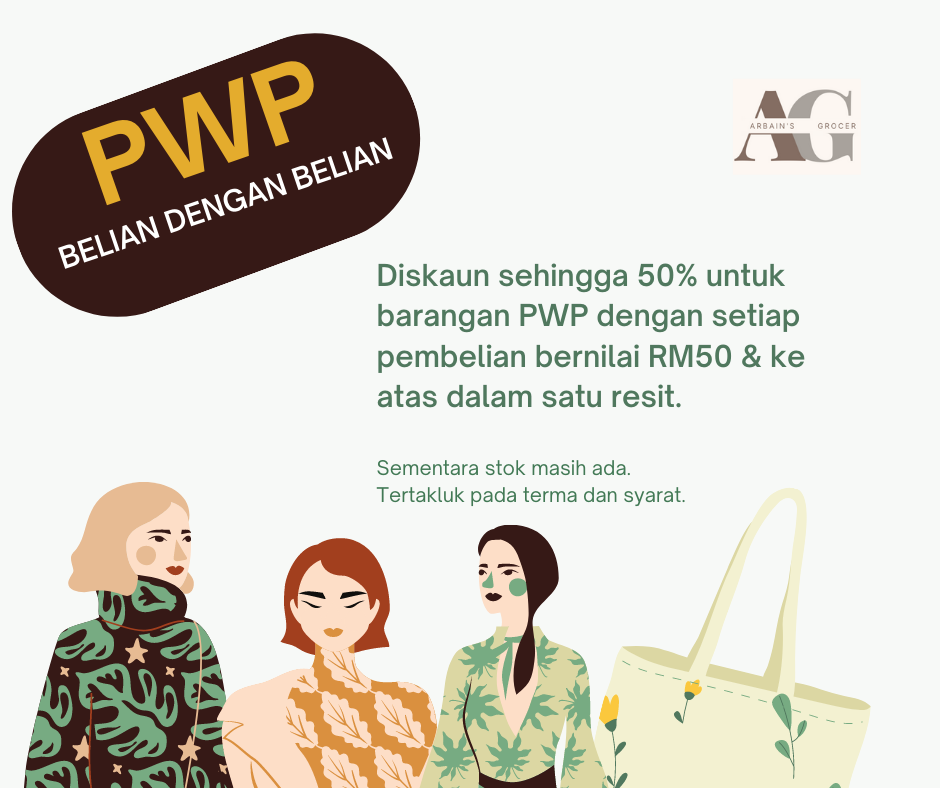 PWP
BELIAN DENGAN BELIAN
AG
ARBAIN'S GROCER
Diskaun sehingga 50% untuk
barangan PWP dengan setiap
pembelian bernilai RM50 & ke
atas dalam satu resit.
Sementara stok masih ada.
Tertakluk pada terma dan syarat.